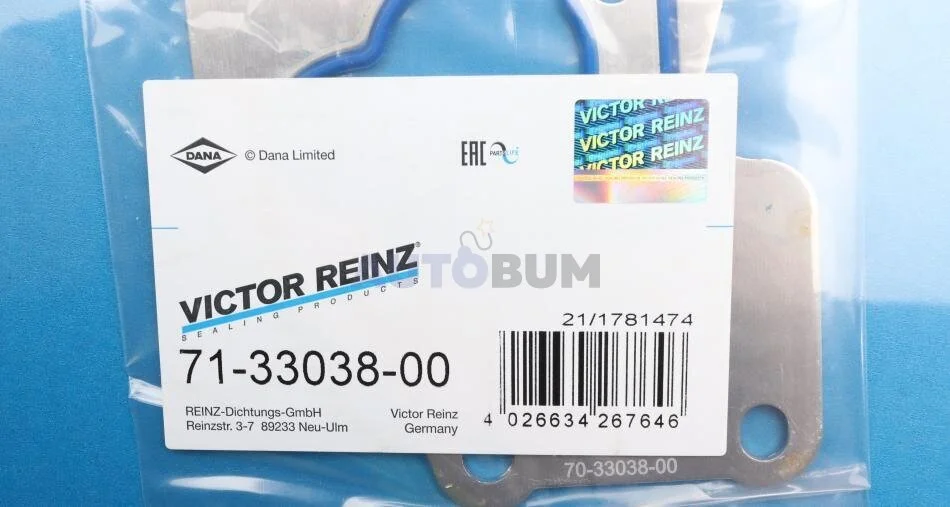 DANA
© Dana Limited
EAC
PARTSLIFE
VICTOR REINZ
VICTOR REINZ
VICTOR REINZ
AUTOBUM
VICTOR REINZ®
SEALING PRODUCTS
21/1781474
71-33038-00
REINZ-Dichtungs-GmbH
Reinzstr. 3-7 89233 Neu-Ulm
Victor Reinz
Germany
4 026634 267646
70-33038-00